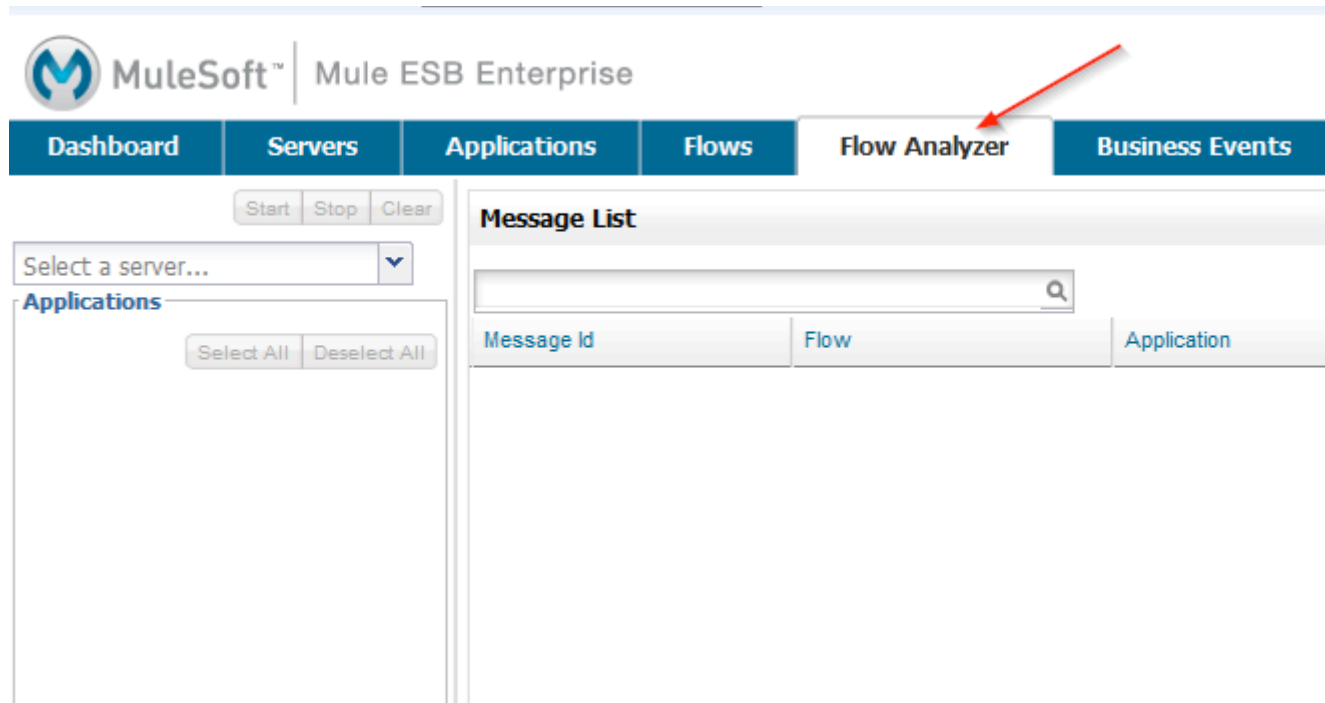 MuleSoft™ Mule ESB Enterprise
Dashboard Servers Applications Flows Flow Analyzer Business Events
Start Stop Clear
Select a server...
Applications
Select All Deselect All
Message List
Message Id Flow Application